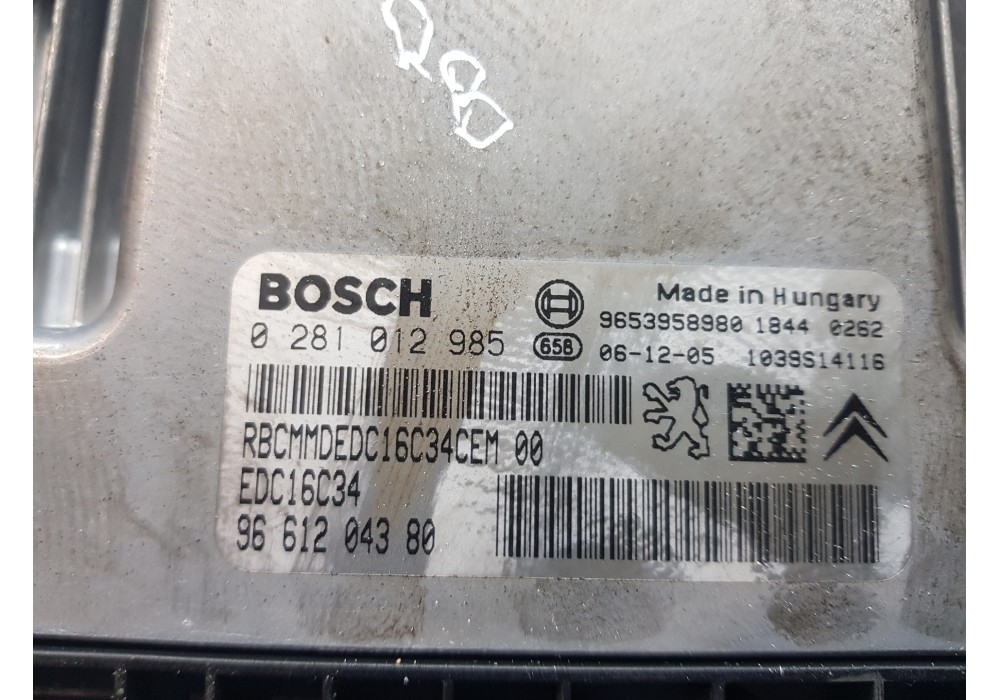 BOSCH
0 281 012 985
Made in Hungary
9653958980 1844 0262
658 06-12-05 1039S14116
RBCMMDEDC16C34CEM 00
EDC16C34
96 612 043 80